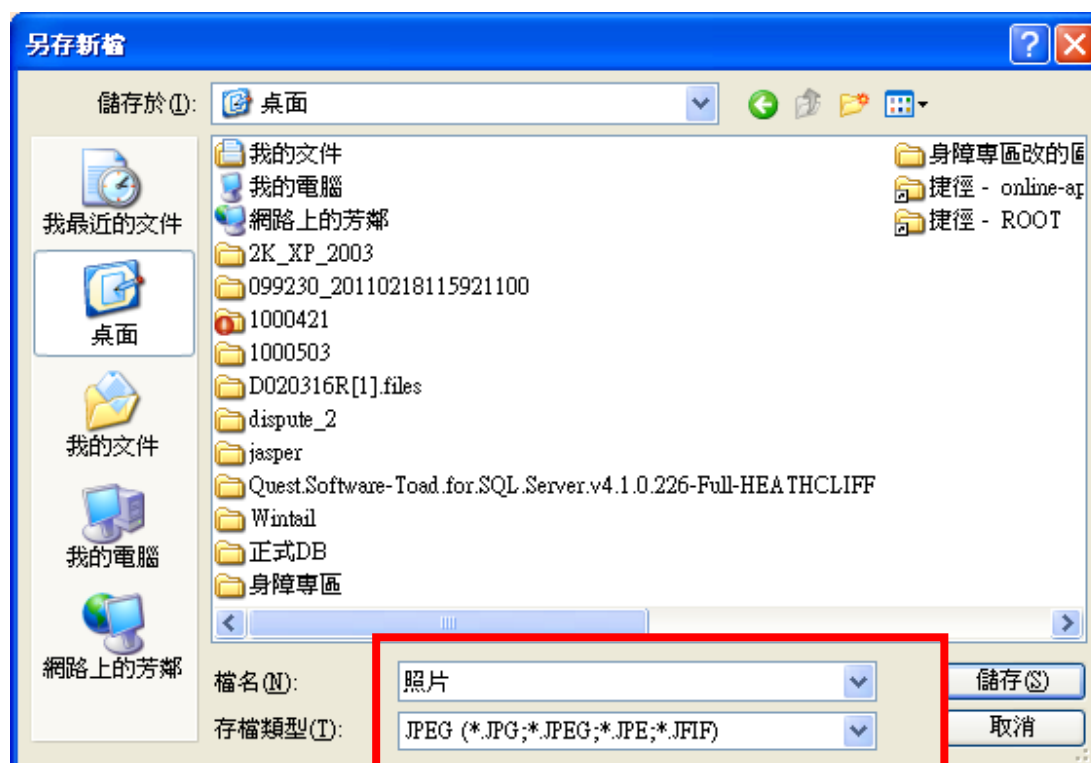 另存新檔
儲存於(I):
桌面
我最近的文件
桌面
我的文件
我的電腦
網路上的芳鄰
我的文件
我的電腦
網路上的芳鄰
2K_XP_2003
099230_20110218115921100
1000421
1000503
D020316R[1].files
dispute_2
jasper
Quest.Software-Toad.for.SQL.Server.v4.1.0.226-Full-HEATHCLIFF
Wintail
正式DB
身障專區
身障專區改的
捷徑 - online-ap
捷徑 - ROOT
檔名(N):
照片
儲存(S)
存檔類型(T):
JPEG (*.JPG;*.JPEG;*.JPE;*.JFIF)
取消